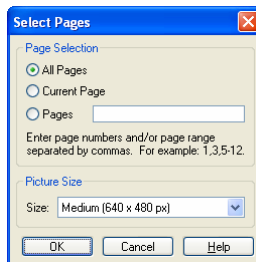 Select Pages
Page Selection
All Pages
Current Page
Pages
Enter page numbers and/or page range
separated by commas. For example: 1,3,5-12.
Picture Size
Size: Medium (640 x 480 px)
OK Cancel Help